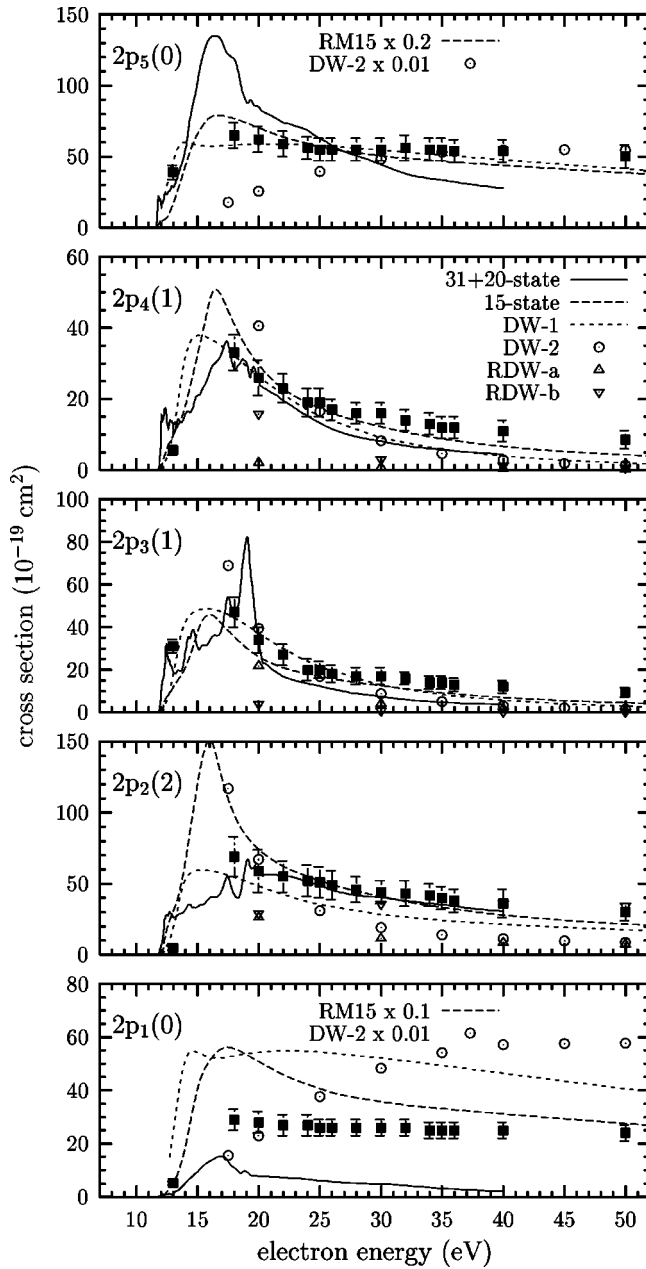 150
100
50
0
2p₅(0)
RM15 x 0.2
DW-2 x 0.01
60
40
20
0
2p₄(1)
31+20-state
15-state
DW-1
DW-2
RDW-a
RDW-b
100
80
60
40
20
0
2p₃(1)
cross section (10⁻¹⁹ cm²)
150
100
50
0
2p₂(2)
80
60
40
20
0
2p₁(0)
RM15 x 0.1
DW-2 x 0.01
10 15 20 25 30 35 40 45 50
electron energy (eV)